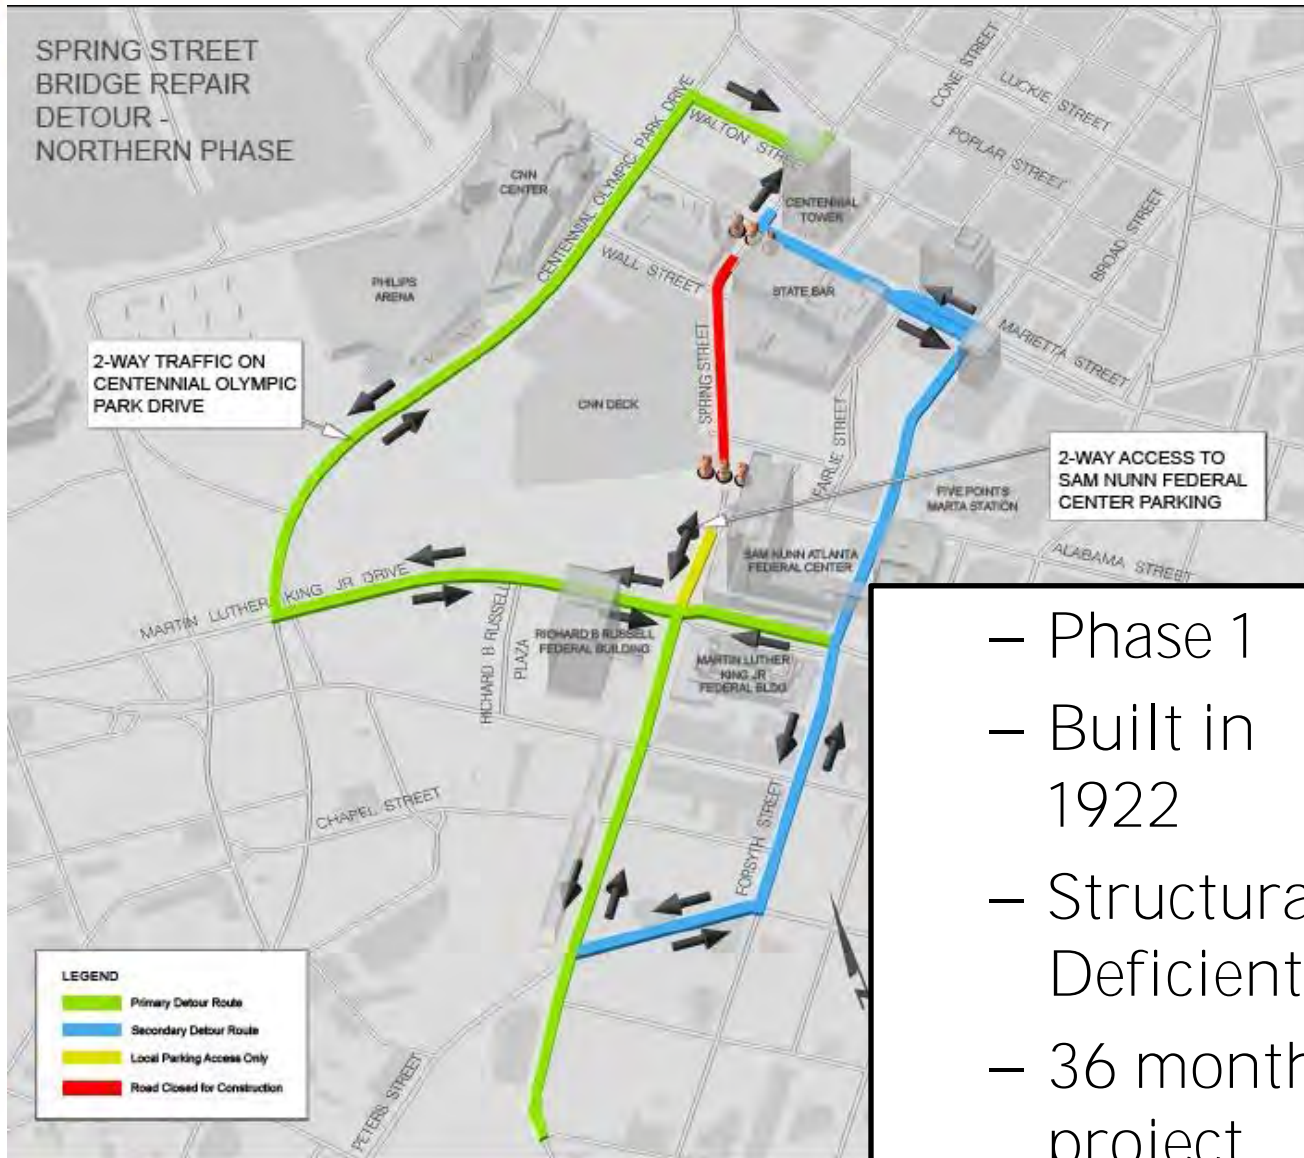 SPRING STREET
BRIDGE REPAIR
DETOUR -
NORTHERN PHASE
CONE STREET
LUCKIE STREET
POPLAR STREET
BROAD STREET
WALTON STREE
CENTENNIAL OLYMPIC PARK DRIVE
CNN
CENTER
CENTENNIAL
TOWER
PHILIPS
ARENA
WALL STREET
STATE BAR
MARIETTA STREET
2-WAY TRAFFIC ON
CENTENNIAL OLYMPIC
PARK DRIVE
CNN DECK
SPRING STREET
FAIRLIE STREET
2-WAY ACCESS TO
SAM NUNN FEDERAL
CENTER PARKING
FIVE POINTS
MARTA STATION
ALABAMA STREET
SAM NUNN ATLANTA
FEDERAL CENTER
MARTIN LUTHER KING JR DRIVE
RICHARD B RUSSELL
FEDERAL BUILDING
RICHARD B RUSSELL
PLAZA
MARTIN LUTHER
KING JR
FEDERAL BLDG
CHAPEL STREET
FORSYTH STREET
PETERS STREET
LEGEND
Primary Detour Route
Secondary Detour Route
Local Parking Access Only
Road Closed for Construction
– Phase 1
– Built in
1922
– Structura
Deficient
– 36 month
project